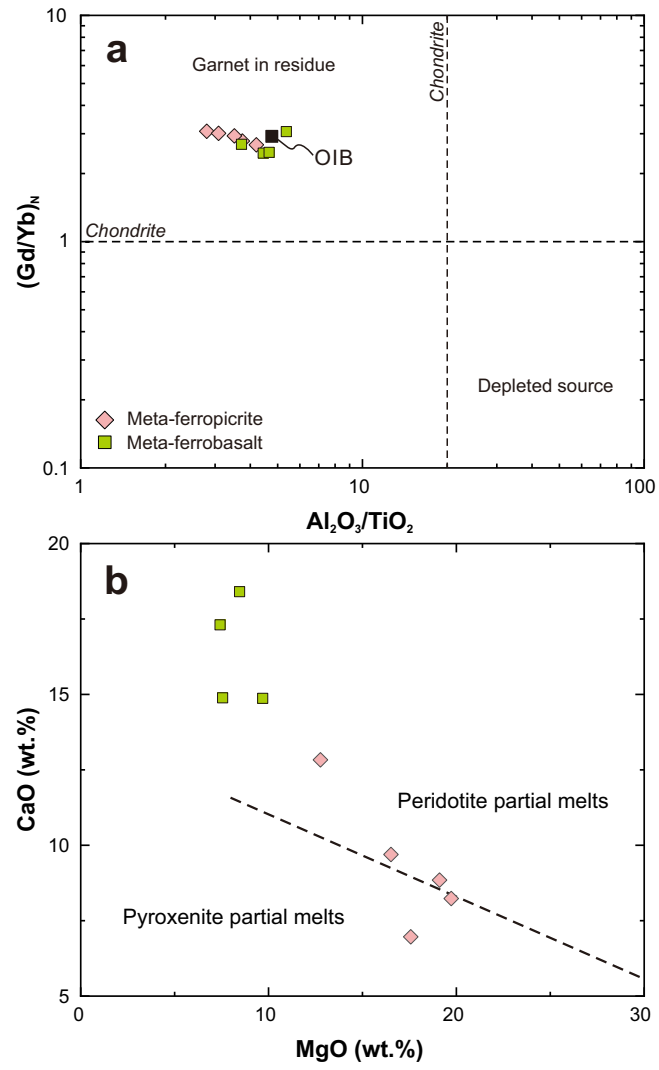 10
a
Garnet in residue
Chondrite
OIB
(Gd/Yb)N
Chondrite
1
Depleted source
Meta-ferropicrite
Meta-ferrobasalt
0.1
1
10
100
Al₂O₃/TiO₂
20
b
15
CaO (wt.%)
Peridotite partial melts
10
Pyroxenite partial melts
5
0
10
20
30
MgO (wt.%)